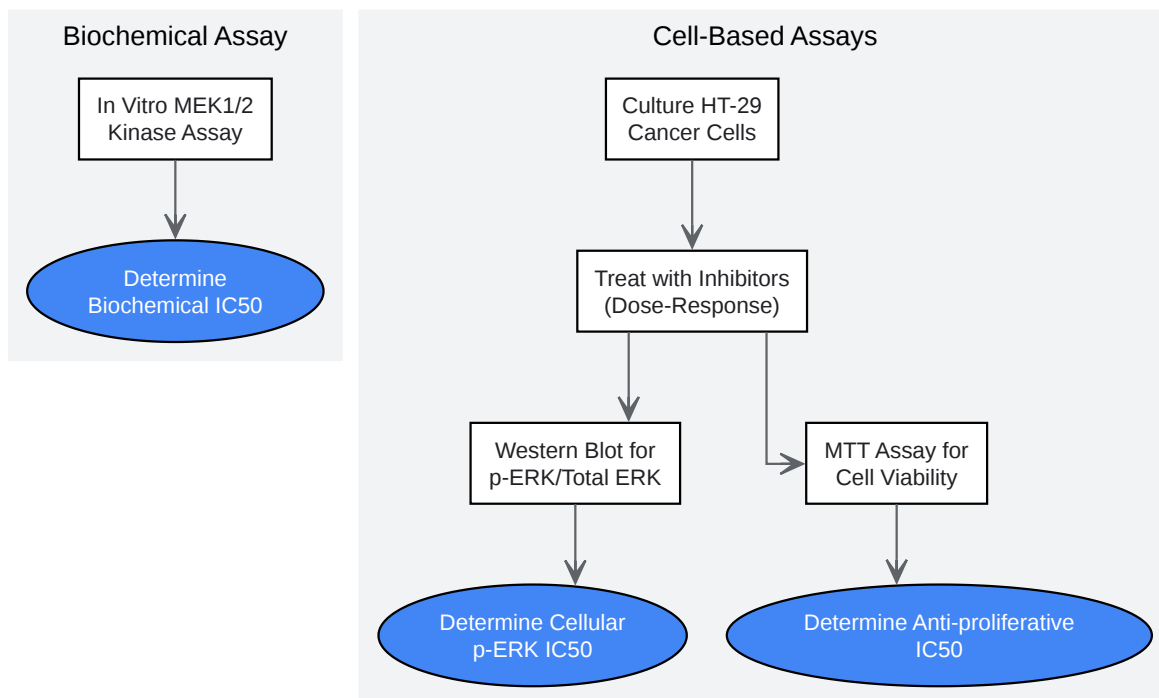 Biochemical Assay
In Vitro MEK1/2
Kinase Assay
Determine
Biochemical IC50
Cell-Based Assays
Culture HT-29
Cancer Cells
Treat with Inhibitors
(Dose-Response)
Western Blot for
p-ERK/Total ERK
MTT Assay for
Cell Viability
Determine Cellular
p-ERK IC50
Determine Anti-proliferative
IC50